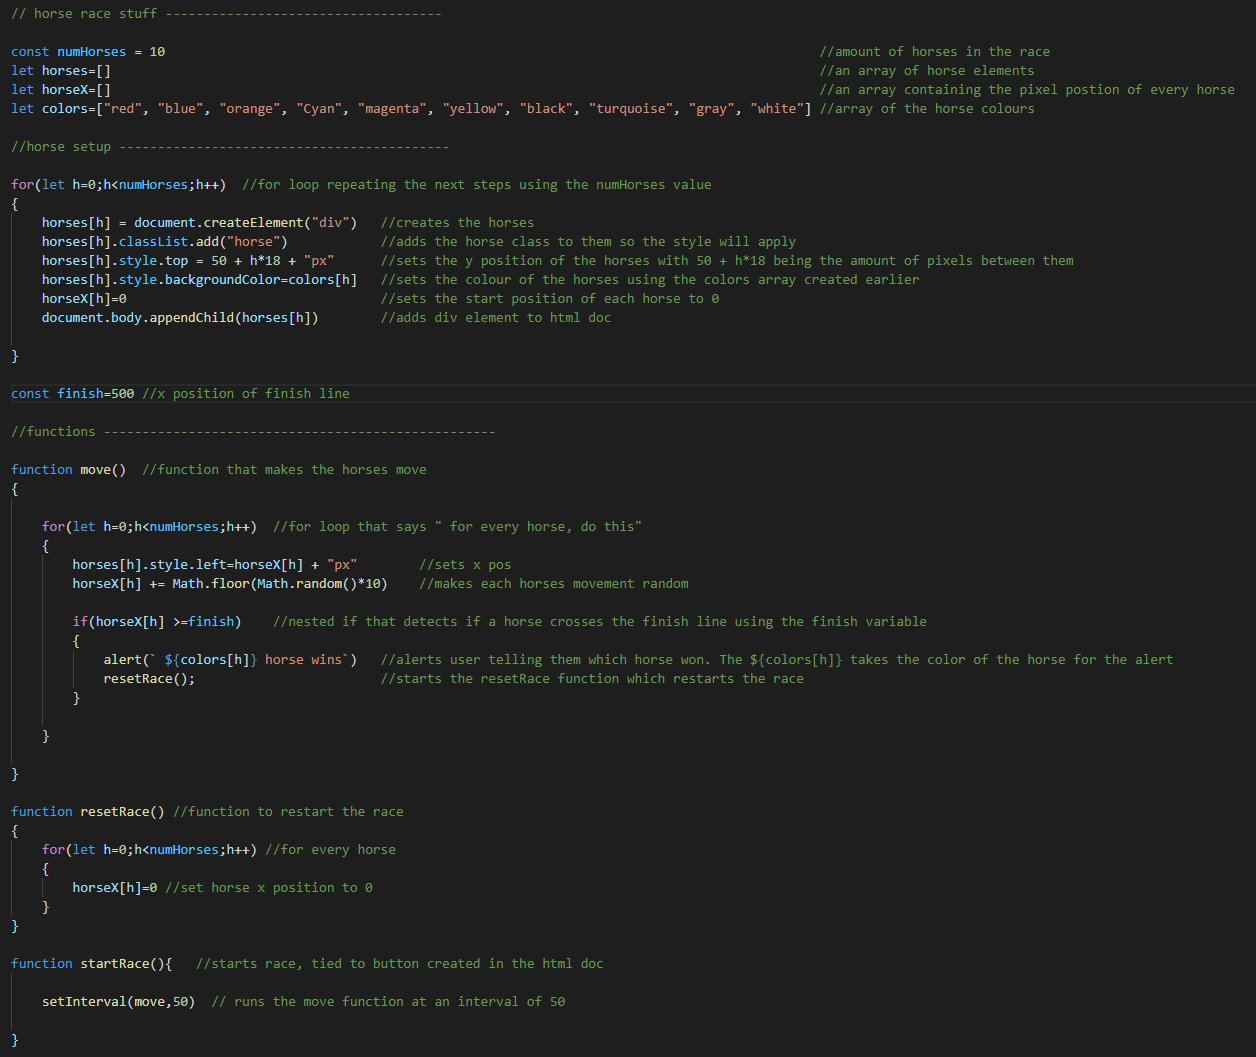 // horse race stuff ------------------------------------
const numHorses = 10 //amount of horses in the race
let horses=[] //an array of horse elements
let horseX=[] //an array containing the pixel postion of every horse
let colors=["red", "blue", "orange", "Cyan", "magenta", "yellow", "black", "turquoise", "gray", "white"] //array of the horse colours
//horse setup -------------------------------------------
for(let h=0;h<numHorses;h++) //for loop repeating the next steps using the numHorses value
{
horses[h] = document.createElement("div") //creates the horses
horses[h].classList.add("horse") //adds the horse class to them so the style will apply
horses[h].style.top = 50 + h*18 + "px" //sets the y position of the horses with 50 + h*18 being the amount of pixels between them
horses[h].style.backgroundColor=colors[h] //sets the colour of the horses using the colors array created earlier
horseX[h]=0 //sets the start position of each horse to 0
document.body.appendChild(horses[h]) //adds div element to html doc
}
const finish=500 //x position of finish line
//functions ---------------------------------------------------
function move() //function that makes the horses move
{
for(let h=0;h<numHorses;h++) //for loop that says " for every horse, do this"
{
horses[h].style.left=horseX[h] + "px" //sets x pos
horseX[h] += Math.floor(Math.random()*10) //makes each horses movement random
if(horseX[h] >=finish) //nested if that detects if a horse crosses the finish line using the finish variable
{
alert(` ${colors[h]} horse wins`) //alerts user telling them which horse won. The ${colors[h]} takes the color of the horse for the alert
resetRace(); //starts the resetRace function which restarts the race
}
}
}
function resetRace() //function to restart the race
{
for(let h=0;h<numHorses;h++) //for every horse
{
horseX[h]=0 //set horse x position to 0
}
}
function startRace(){ //starts race, tied to button created in the html doc
setInterval(move,50) // runs the move function at an interval of 50
}